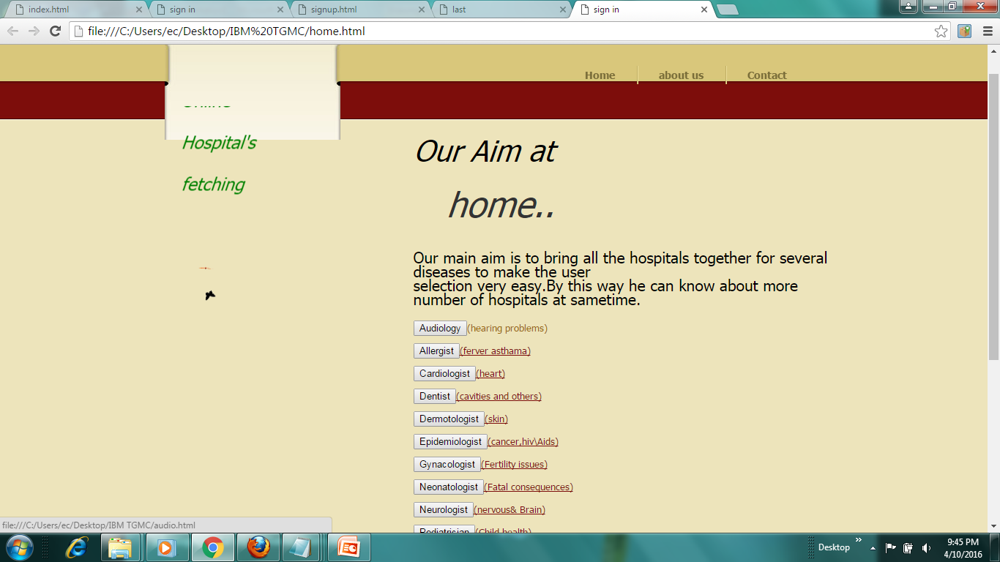 index.html
sign in
signup.html
last
sign in
file:///C:/Users/ec/Desktop/IBM%20TGMC/home.html
Home
about us
Contact
Online
Hospital's
fetching
Our Aim at
home..
Our main aim is to bring all the hospitals together for several
diseases to make the user
selection very easy.By this way he can know about more
number of hospitals at sametime.
Audiology(hearing problems)
Allergist(ferver asthama)
Cardiologist(heart)
Dentist(cavities and others)
Dermotologist(skin)
Epidemiologist(cancer,hiv\Aids)
Gynacologist(Fertility issues)
Neonatologist(Fatal consequences)
Neurologist(nervous& Brain)
Pediatrician(Child health)
file:///C:/Users/ec/Desktop/IBM TGMC/audio.html
Desktop
9:45 PM
4/10/2016